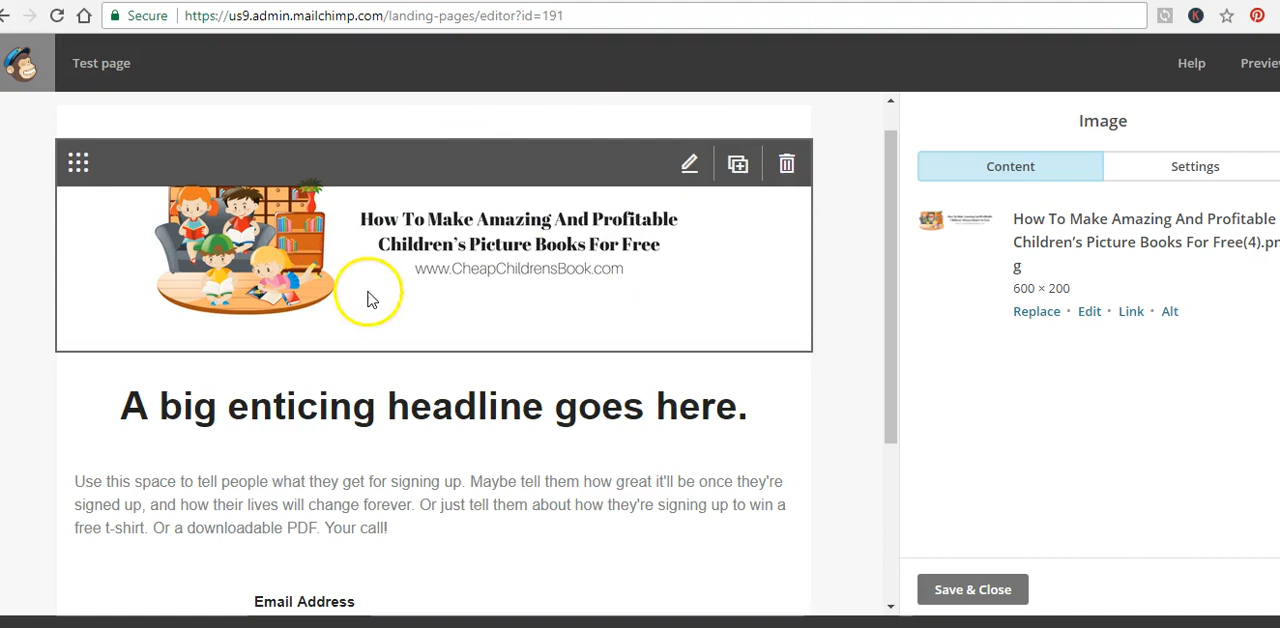 Secure
https://us9.admin.mailchimp.com/landing-pages/editor?id=191
K
Test page
Help
Preview
Image
Content
Settings
How To Make Amazing And Profitable
Children's Picture Books For Free
www.CheapChildrensBook.com
How To Make Amazing And Profitable
Children's Picture Books For Free(4).pn
g
600 × 200
Replace • Edit • Link • Alt
A big enticing headline goes here.
Use this space to tell people what they get for signing up. Maybe tell them how great it'll be once they're
signed up, and how their lives will change forever. Or just tell them about how they're signing up to win a
free t-shirt. Or a downloadable PDF. Your call!
Email Address
Save & Close